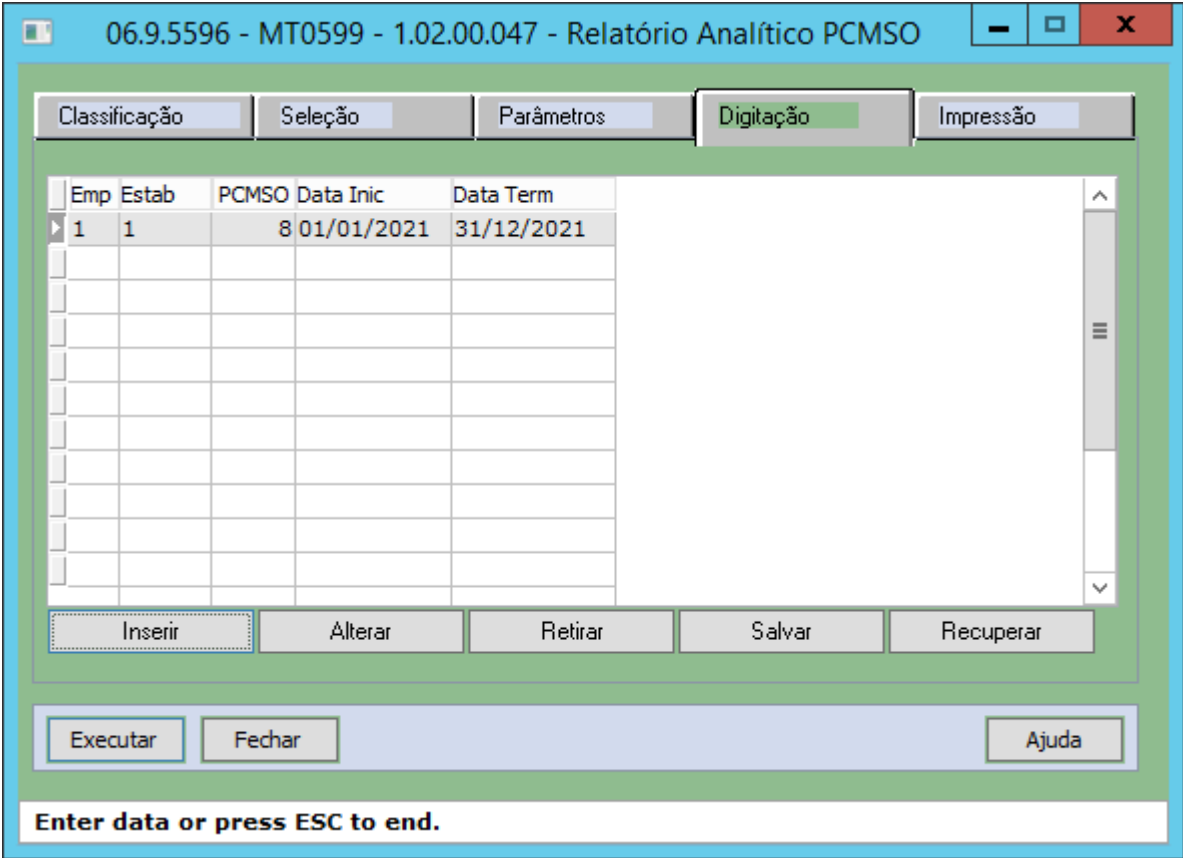 06.9.5596 - MT0599 - 1.02.00.047 - Relatório Analítico PCMSO
Classificação Seleção Parâmetros Digitação Impressão
Emp Estab PCMSO Data Inic Data Term
1 1 8 01/01/2021 31/12/2021
Inserir Alterar Retirar Salvar Recuperar
Executar Fechar Ajuda
Enter data or press ESC to end.